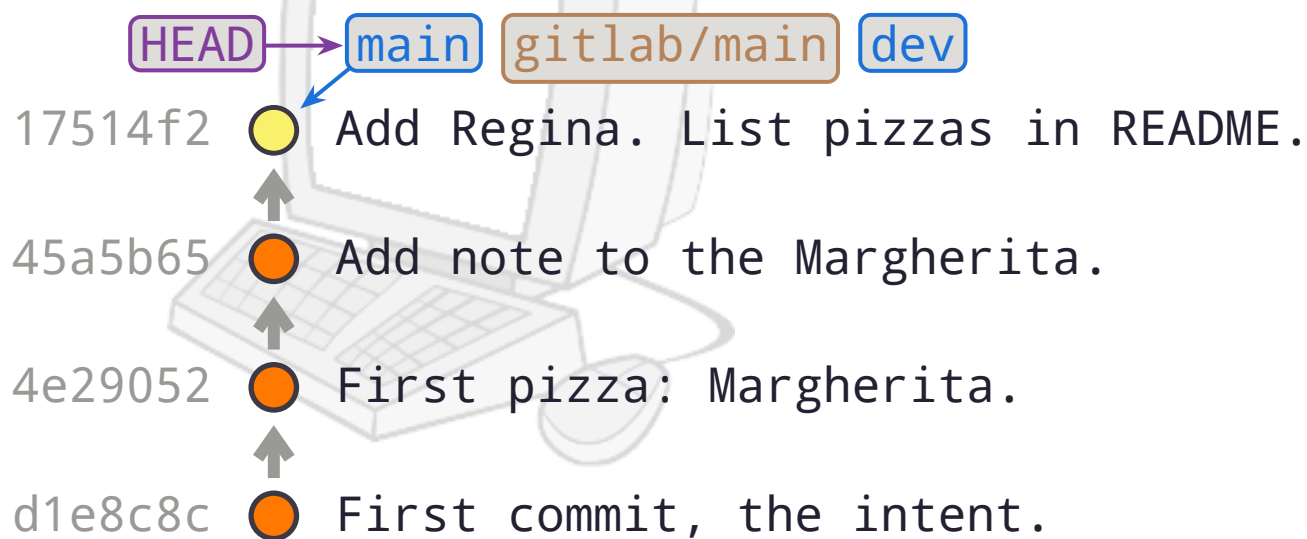 HEAD main gitlab/main dev
17514f2 Add Regina. List pizzas in README.
45a5b65 Add note to the Margherita.
4e29052 First pizza: Margherita.
d1e8c8c First commit, the intent.